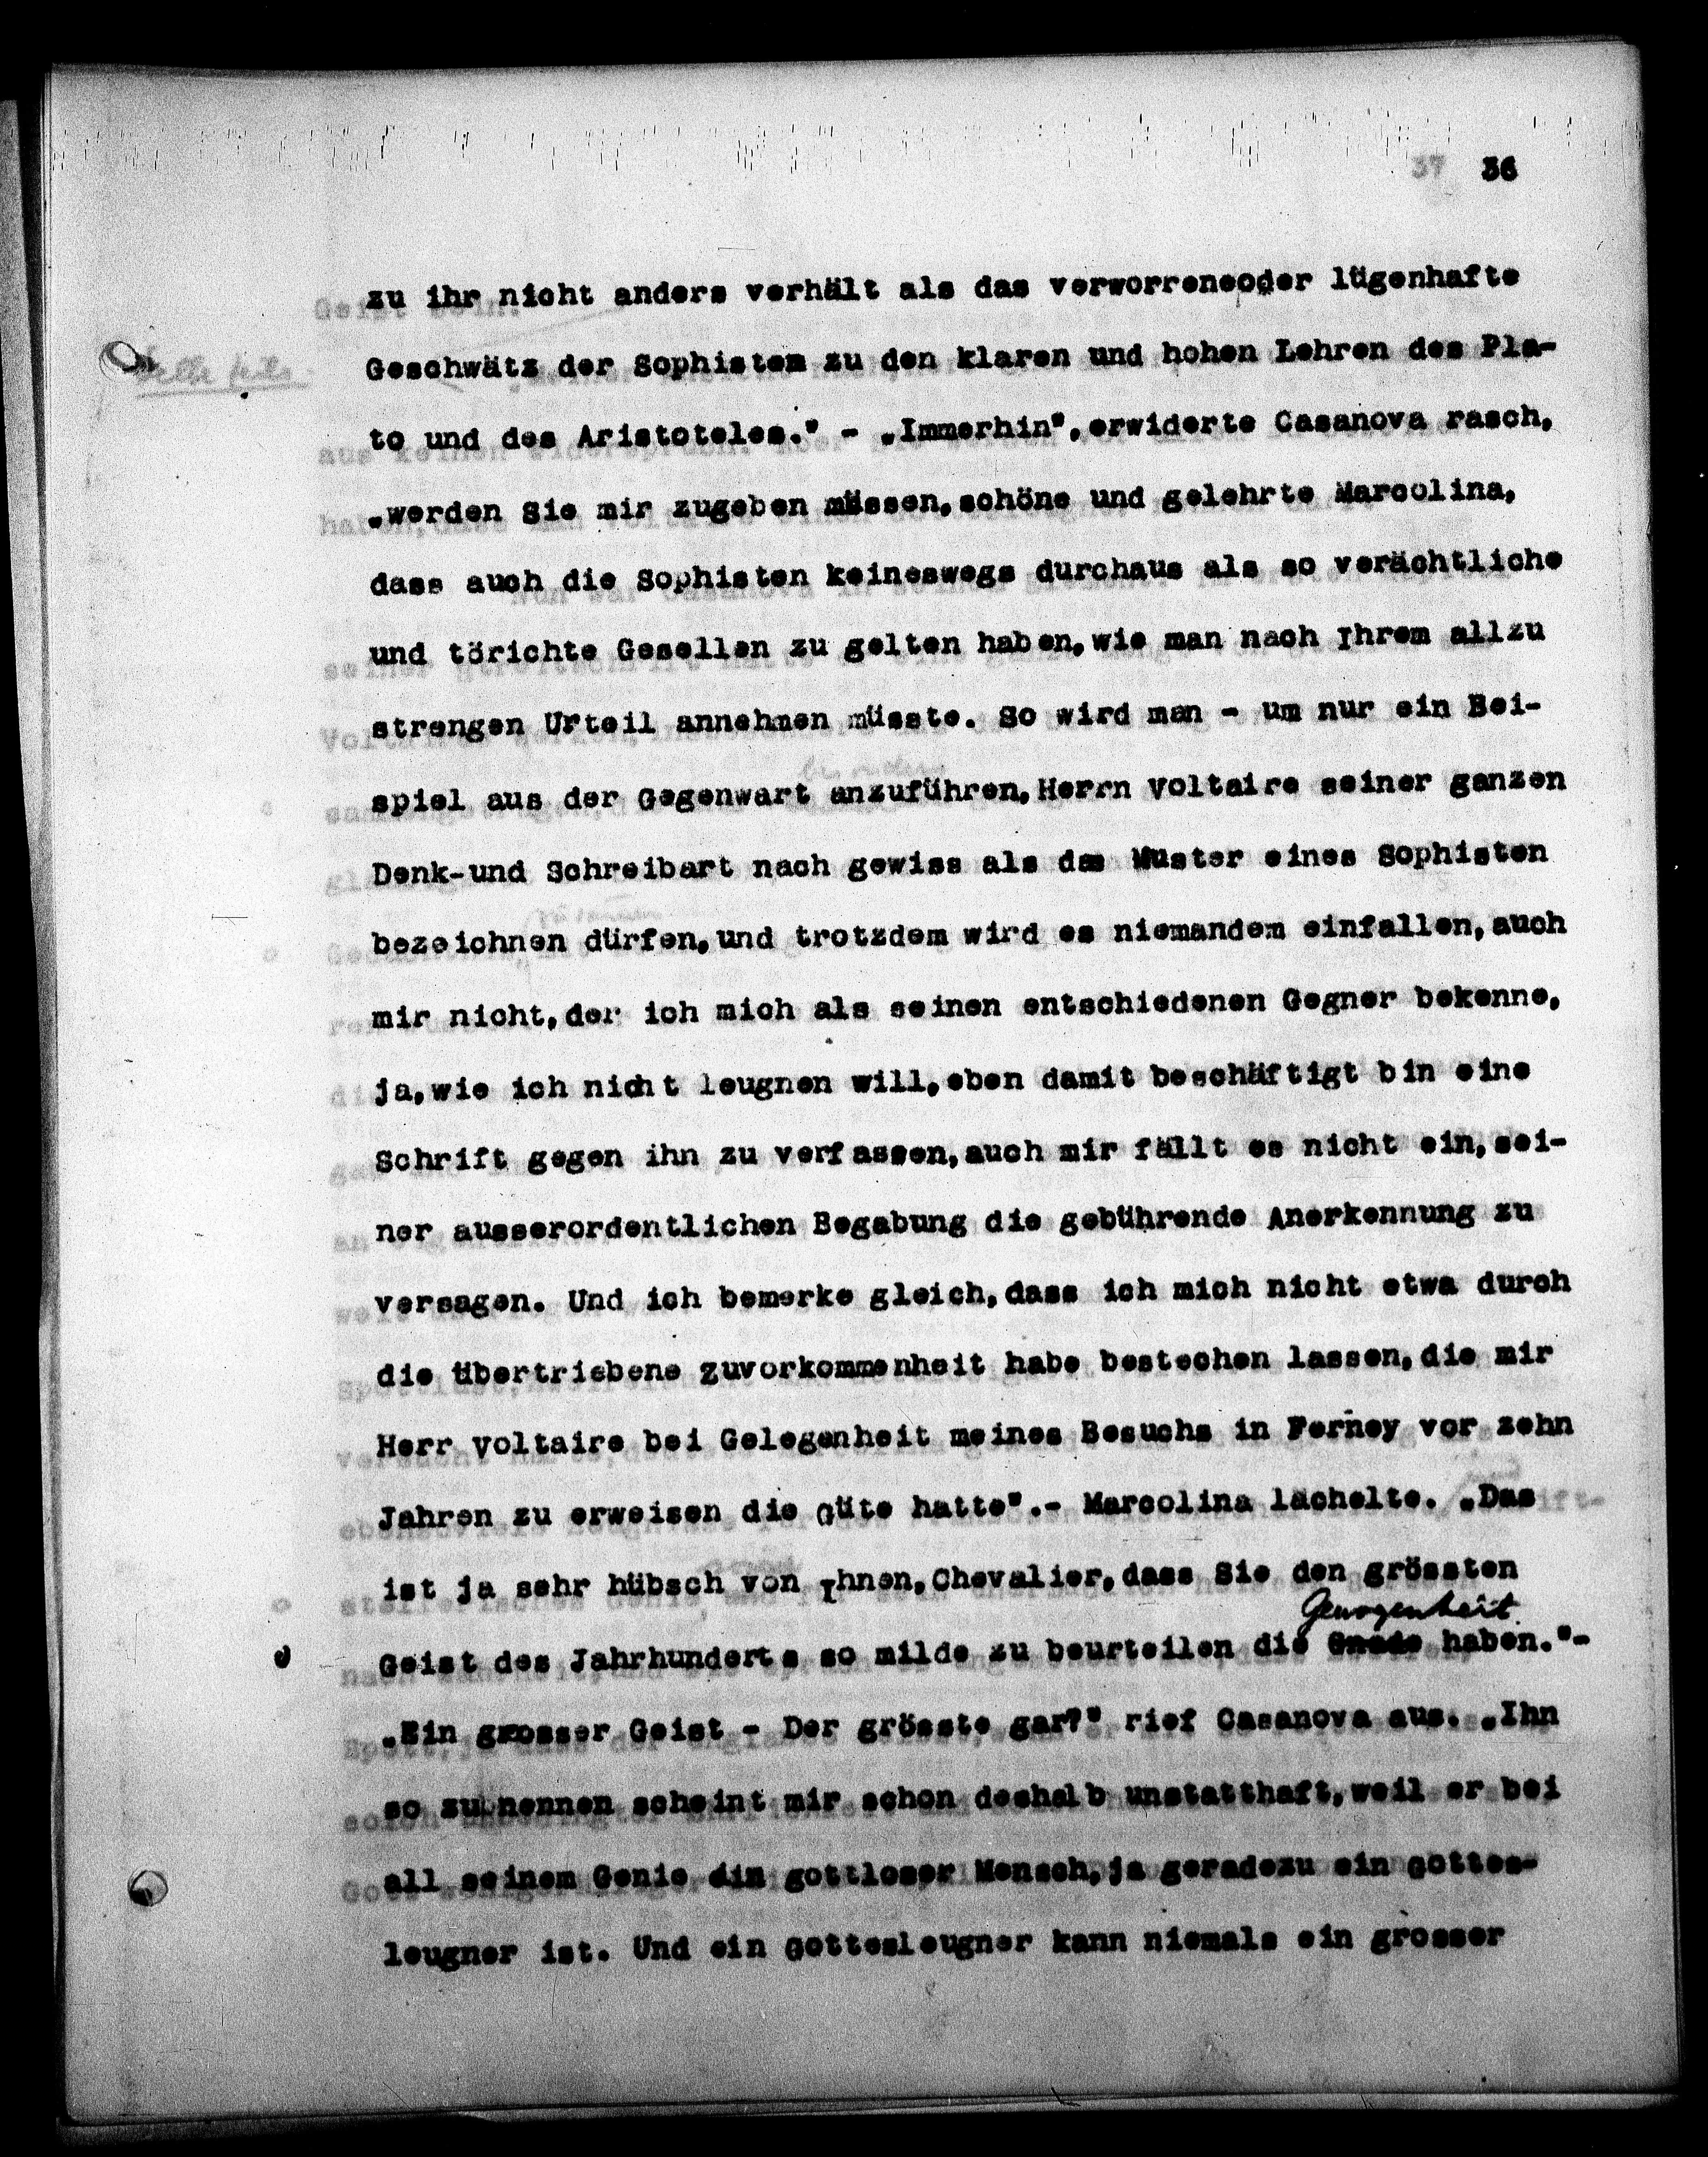 36
zu ihr nicht anders verhält als das verworreneoder lügenhafte
Geschwätz der Sophisten zu den klaren und hohen Lehren des Pla-
to und des Aristoteles." - „Immerhin", erwiderte Casanova rasch,
„werden Sie mir zugeben müssen, schöne und gelehrte Marcolina,
dass auch die Sophisten keineswegs durchaus als so verächtliche
und törichte Gesellen zu gelten haben, wie man nach Ihrem allzu
strengen Urteil annehmen müsste. So wird man - um nur ein Bei-
spiel aus der Gegenwart anzuführen, Herrn Voltaire seiner ganzen
Denk-und Schreibart nach gewiss als das Muster eines Sophisten
bezeichnen dürfen, und trotzdem wird es niemandem einfallen, auch
mir nicht, der ich mich als seinen entschiedenen Gegner bekenne,
ja, wie ich nicht leugnen will, eben damit beschäftigt bin eine
Schrift gegen ihn zu verfassen, auch mir fällt es nicht ein, sei-
ner ausserordentlichen Begabung die gebührende Anerkennung zu
versagen. Und ich bemerke gleich, dass ich mich nicht etwa durch
die übertriebene Zuvorkommenheit habe bestechen lassen, die mir
Herr Voltaire bei Gelegenheit meines Besuchs in Ferney vor zehn
Jahren zu erweisen die Güte hatte".- Marcolina lächelte. „Das
ist ja sehr hübsch von Ihnen, Chevalier, dass Sie den grössten
Gewogenheit
Geist des Jahrhunderts so milde zu beurteilen die Gnade haben."-
„Ein grosser Geist - Der grösste gar?" rief Casanova aus. „Ihn
so zu nennen scheint mir schon deshalb unstatthaft, weil er bei
all seinem Genie ein gottloser Mensch, ja geradezu ein Gottes-
leugner ist. Und ein Gottesleugner kann niemals ein grosser